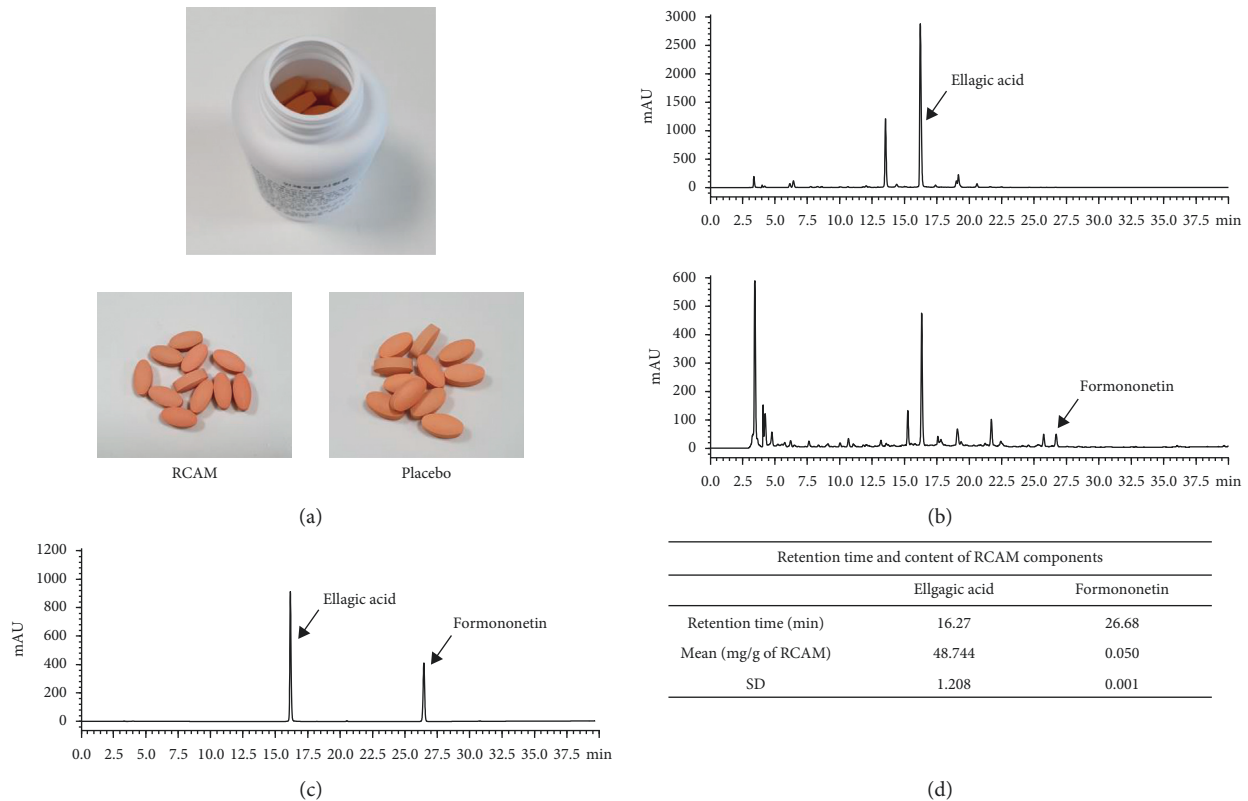 RCAM
Placebo
(a)
3000
2500
2000
1500
1000
500
0
mAU
Ellagic acid
0.0 2.5 5.0 7.5 10.0 12.5 15.0 17.5 20.0 22.5 25.0 27.5 30.0 32.5 35.0 37.5 min
600
500
400
300
200
100
0
mAU
Formononetin
0.0 2.5 5.0 7.5 10.0 12.5 15.0 17.5 20.0 22.5 25.0 27.5 30.0 32.5 35.0 37.5 min
(b)
1200
1000
800
600
400
200
0
mAU
Ellagic acid
Formononetin
0.0 2.5 5.0 7.5 10.0 12.5 15.0 17.5 20.0 22.5 25.0 27.5 30.0 32.5 35.0 37.5 min
(c)
Retention time and content of RCAM components
Ellgagic acid Formononetin
Retention time (min) 16.27 26.68
Mean (mg/g of RCAM) 48.744 0.050
SD 1.208 0.001
(d)